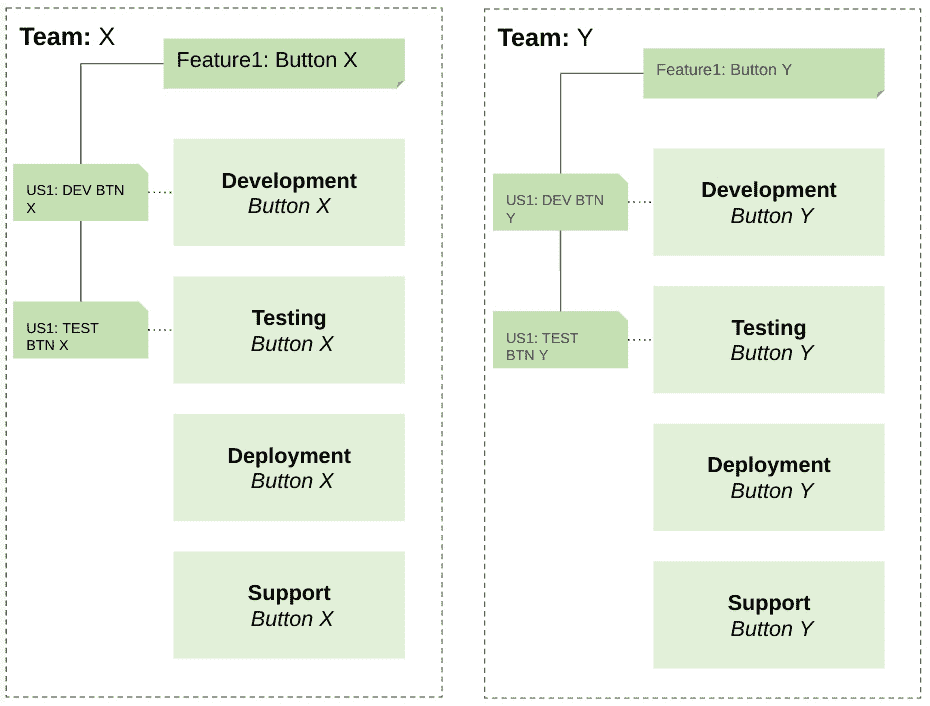 Team: X
Feature1: Button X
US1: DEV BTN
X
Development
Button X
US1: TEST
BTN X
Testing
Button X
Deployment
Button X
Support
Button X
Team: Y
Feature1: Button Y
US1: DEV BTN
Y
Development
Button Y
US1: TEST
BTN Y
Testing
Button Y
Deployment
Button Y
Support
Button Y